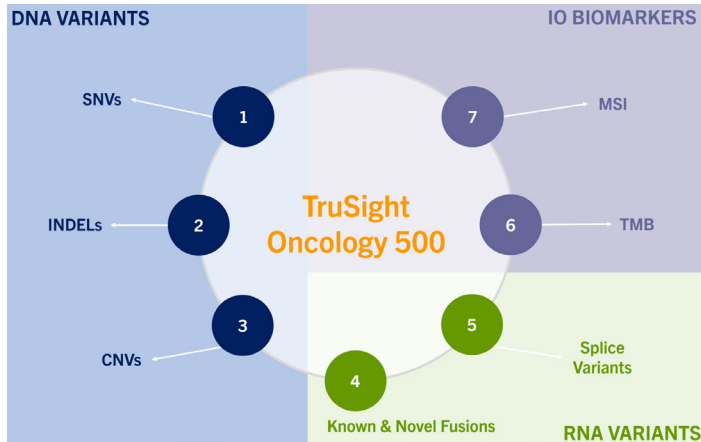 DNA VARIANTS
IO BIOMARKERS
SNVs
1
7
MSI
INDELs
2
TruSight
Oncology 500
6
TMB
CNVs
3
5
Splice
Variants
4
Known & Novel Fusions
RNA VARIANTS